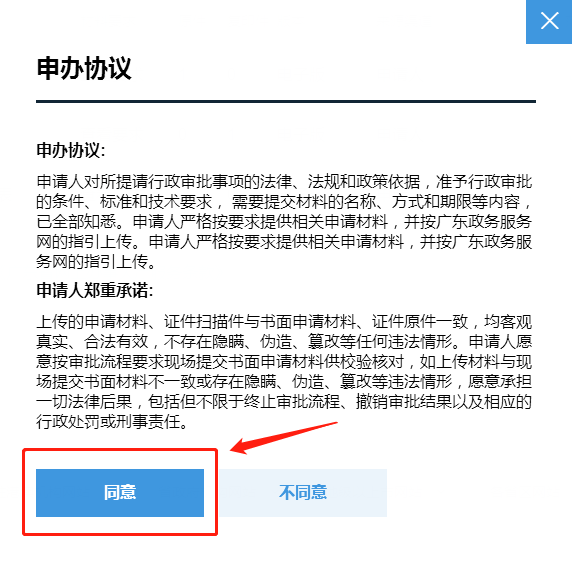 申办协议
申办协议：
申请人对所提请行政审批事项的法律、法规和政策依据，准予行政审批
的条件、标准和技术要求， 需要提交材料的名称、方式和期限等内容，
已全部知悉。申请人严格按要求提供相关申请材料，并按广东政务服务
网的指引上传。申请人严格按要求提供相关申请材料，并按广东政务服
务网的指引上传。
申请人郑重承诺：
上传的申请材料、证件扫描件与书面申请材料、证件原件一致，均客观
真实、合法有效，不存在隐瞒、伪造、篡改等任何违法情形。申请人愿
意按审批流程要求现场提交书面申请材料供校验核对，如上传材料与现
场提交书面材料不一致或存在隐瞒、伪造、篡改等违法情形，愿意承担
一切法律后果，包括但不限于终止审批流程、撤销审批结果以及相应的
行政处罚或刑事责任。
同意
不同意